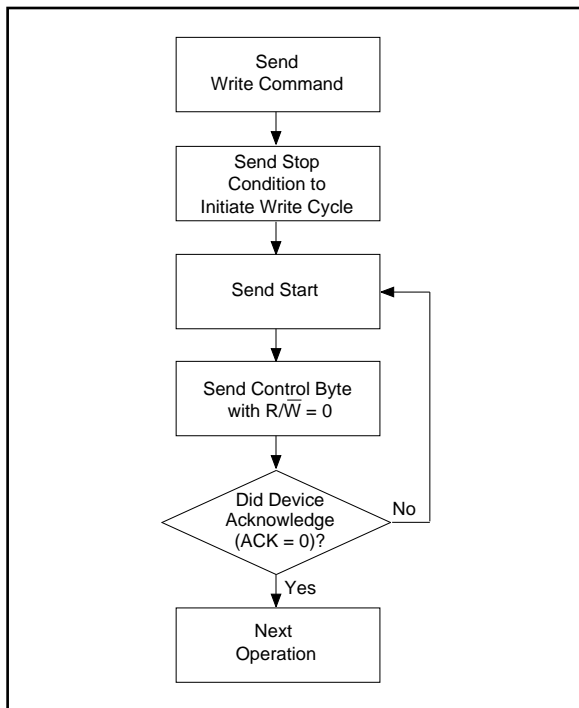 Send
Write Command
Send Stop
Condition to
Initiate Write Cycle
Send Start
Send Control Byte
with R/W̅ = 0
Did Device
Acknowledge
(ACK = 0)?
No
Yes
Next
Operation